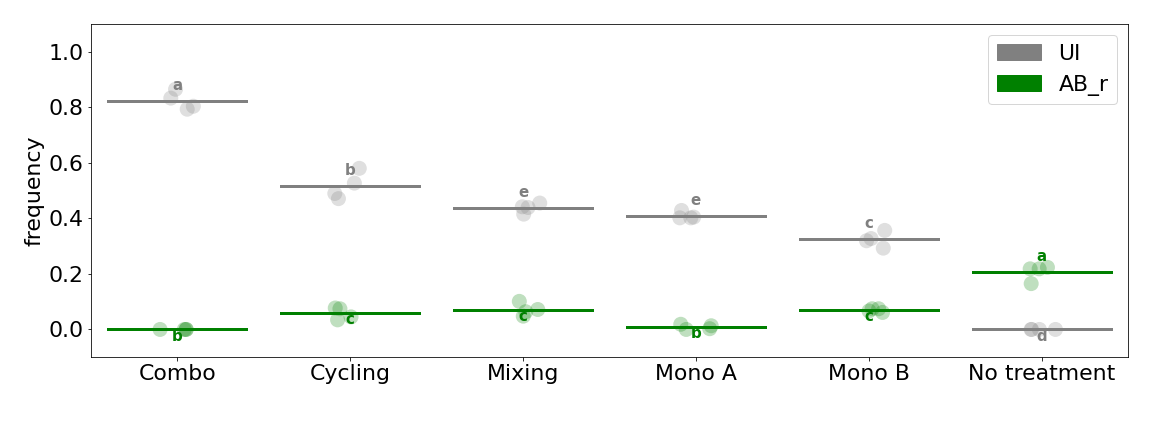 1.0
0.8
0.6
0.4
0.2
0.0
frequency
UI
AB_r
a
b
e
e
c
a
b
c
c
b
c
d
Combo
Cycling
Mixing
Mono A
Mono B
No treatment